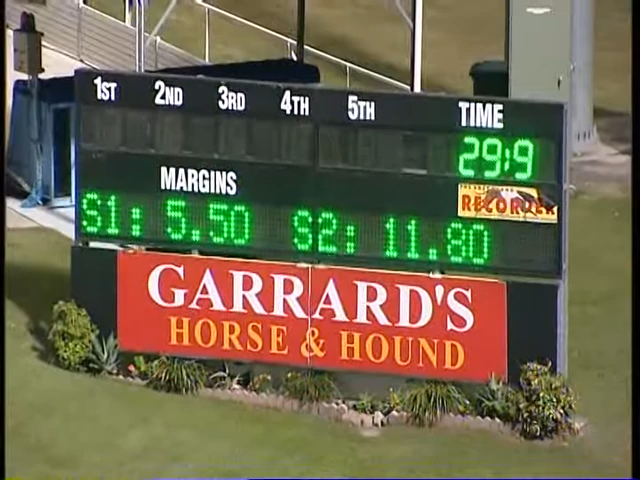 1ST 2ND 3RD 4TH 5TH TIME
29:9
MARGINS
RECORDER
S1: 5.50 S2: 11.80
GARRARD'S
HORSE & HOUND